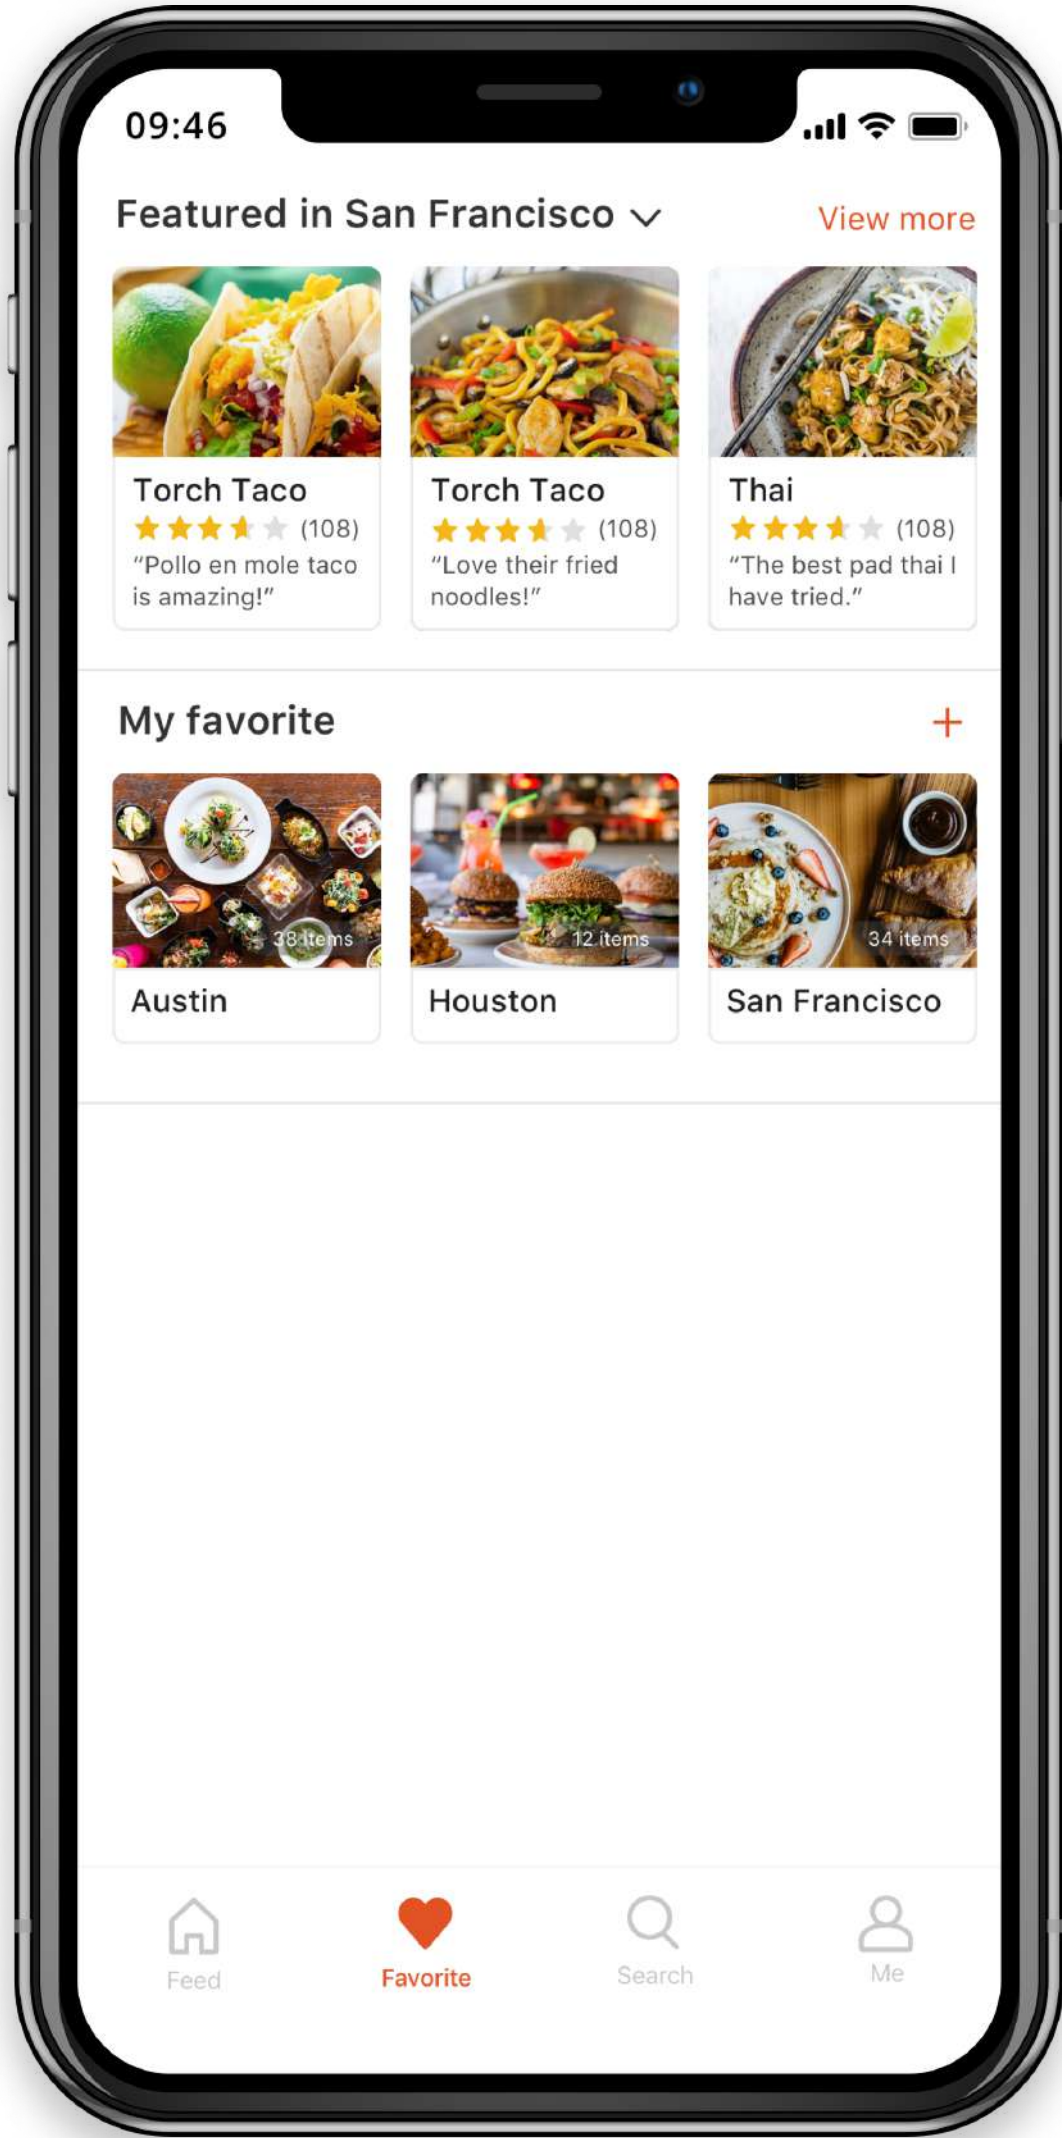 09:46
Featured in San Francisco
View more
Torch Taco
(108)
“Pollo en mole taco
is amazing!”
Torch Taco
(108)
“Love their fried
noodles!”
Thai
(108)
“The best pad thai I
have tried.”
My favorite
+
38 items
Austin
12 items
Houston
34 items
San Francisco
Feed
Favorite
Search
Me